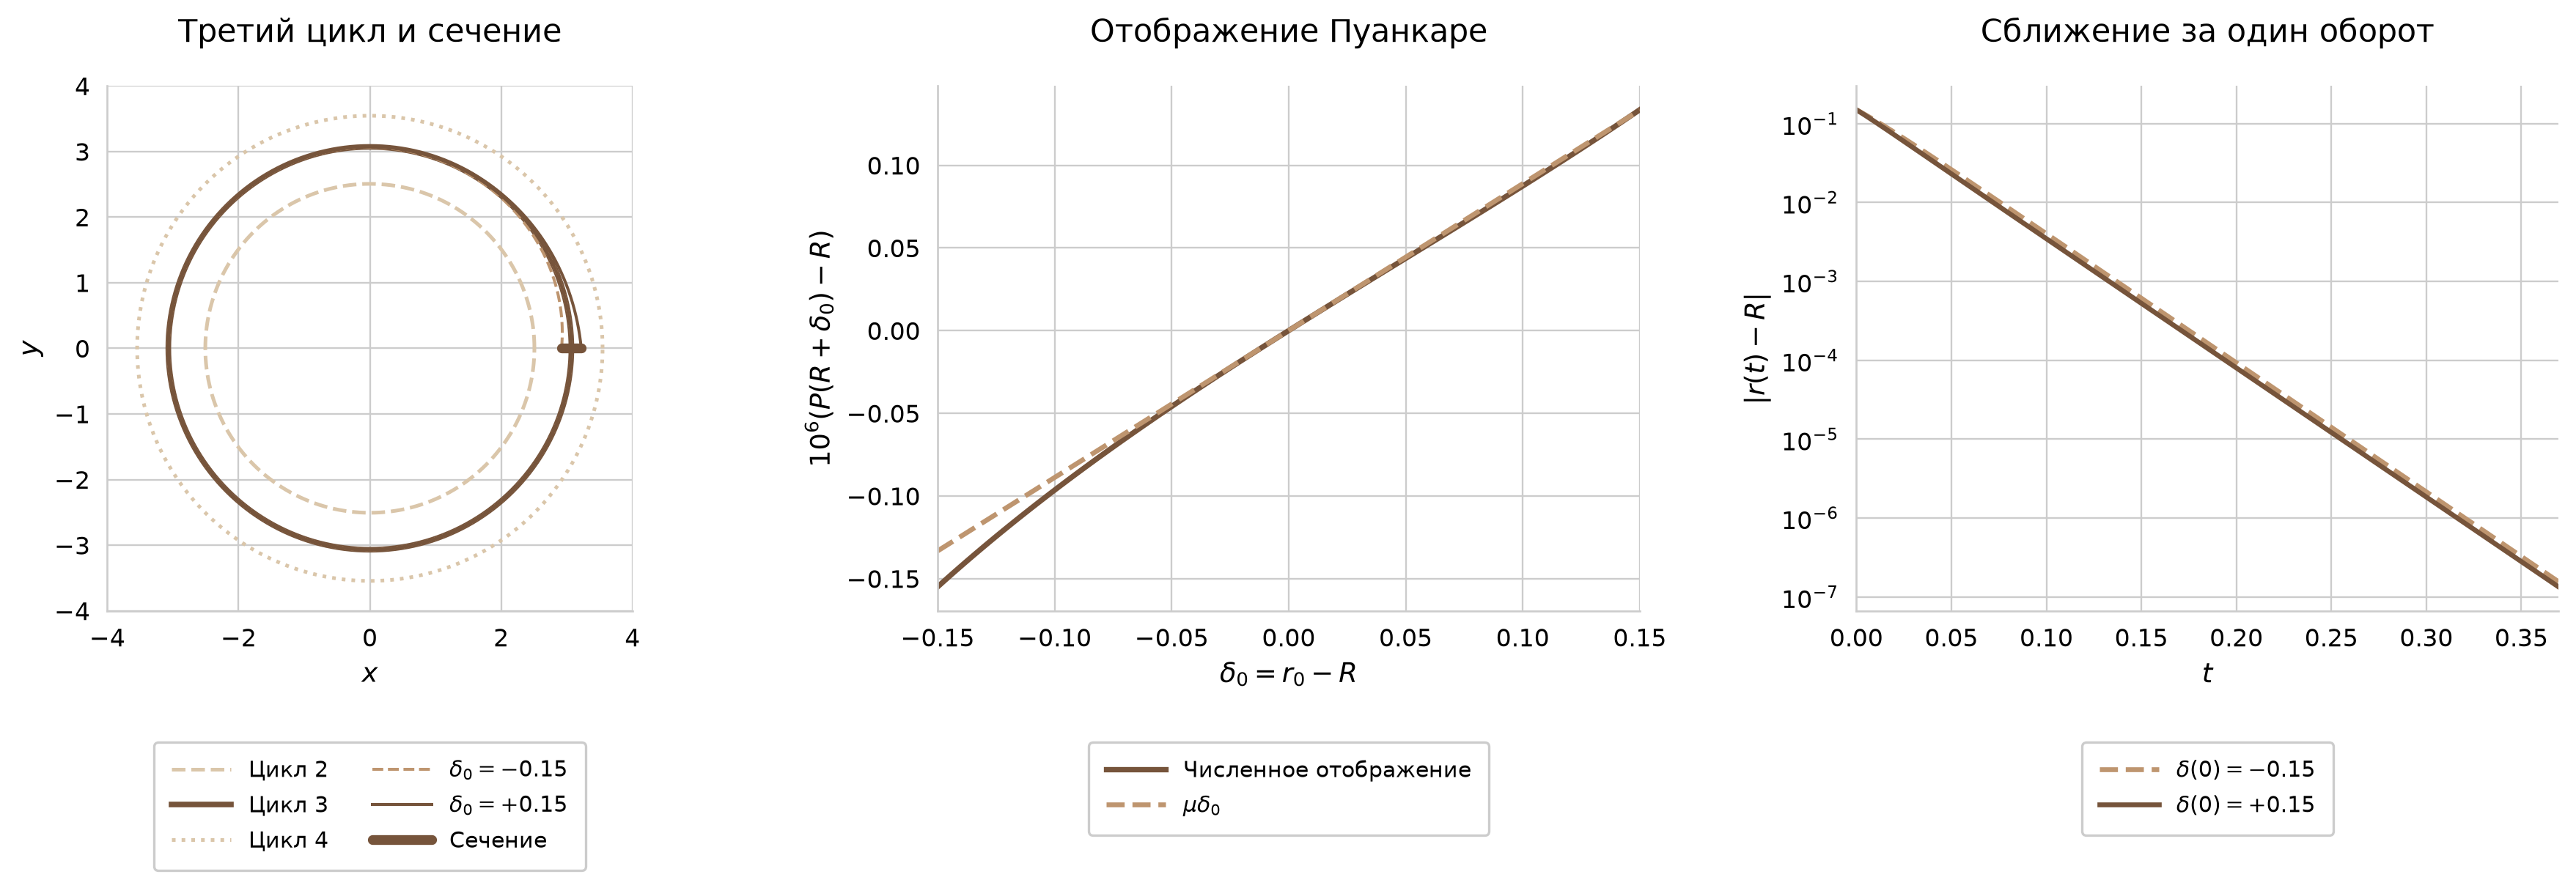 Третий цикл и сечение
4
3
2
1
0
−1
−2
−3
−4
y
−4 −2 0 2 4
x
Цикл 2
Цикл 3
Цикл 4
δ₀ = −0.15
δ₀ = +0.15
Сечение
Отображение Пуанкаре
0.10
0.05
0.00
−0.05
−0.10
−0.15
10⁶(P(R + δ₀) − R)
−0.15 −0.10 −0.05 0.00 0.05 0.10 0.15
δ₀ = r₀ − R
Численное отображение
μδ₀
Сближение за один оборот
10⁻¹
10⁻²
10⁻³
10⁻⁴
10⁻⁵
10⁻⁶
10⁻⁷
|r(t) − R|
0.00 0.05 0.10 0.15 0.20 0.25 0.30 0.35
t
δ(0) = −0.15
δ(0) = +0.15